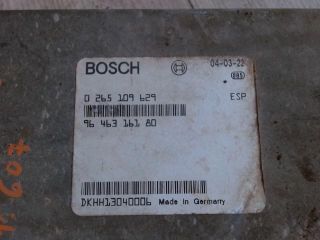 BOSCH
04-03-22
0 265 109 629
ESP
96 463 161 80
DKHH13040006 Made in Germany